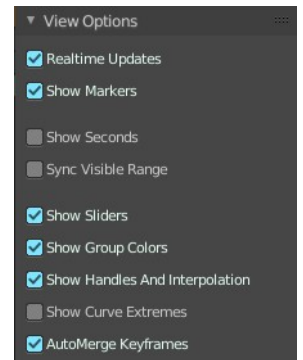 View Options
Realtime Updates
Show Markers
Show Seconds
Sync Visible Range
Show Sliders
Show Group Colors
Show Handles And Interpolation
Show Curve Extremes
AutoMerge Keyframes